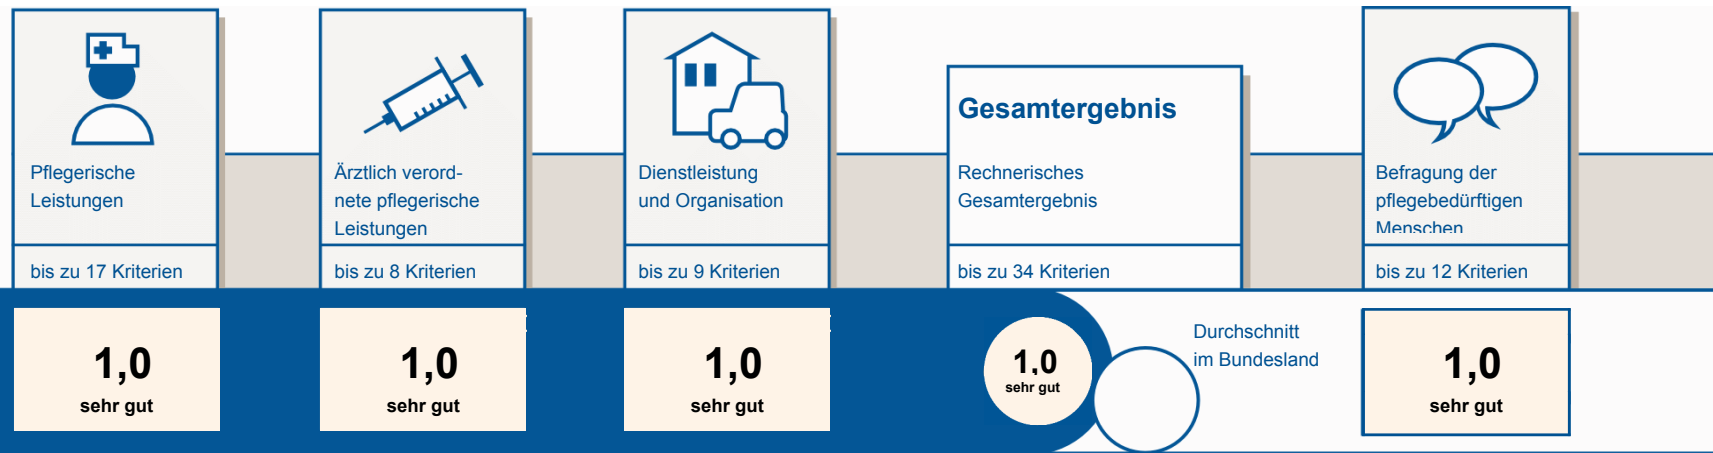 Pflegerische
Leistungen
bis zu 17 Kriterien
1,0
sehr gut
Ärztlich verord-
nete pflegerische
Leistungen
bis zu 8 Kriterien
1,0
sehr gut
Dienstleistung
und Organisation
bis zu 9 Kriterien
1,0
sehr gut
Gesamtergebnis
Rechnerisches
Gesamtergebnis
bis zu 34 Kriterien
1,0
sehr gut
Durchschnitt
im Bundesland
Befragung der
pflegebedürftigen
Menschen
bis zu 12 Kriterien
1,0
sehr gut